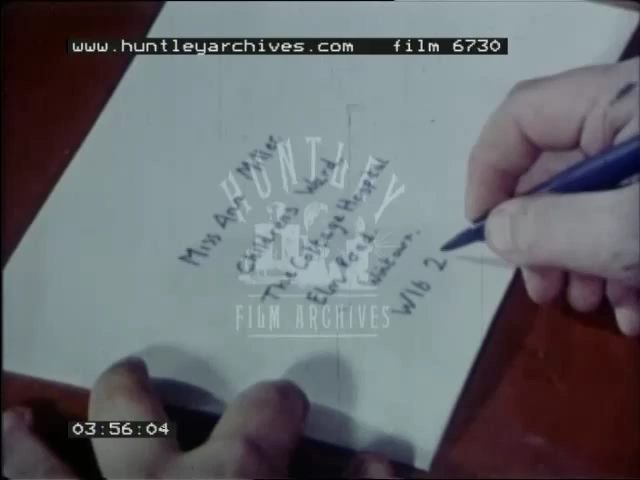 www.huntleyarchives.com film 6730
HUNTLEY
FILM ARCHIVES
Miss Ann Miller
Childrens Ward
The Cottage Hospital
Elm Road.
W16 2
03:56:04